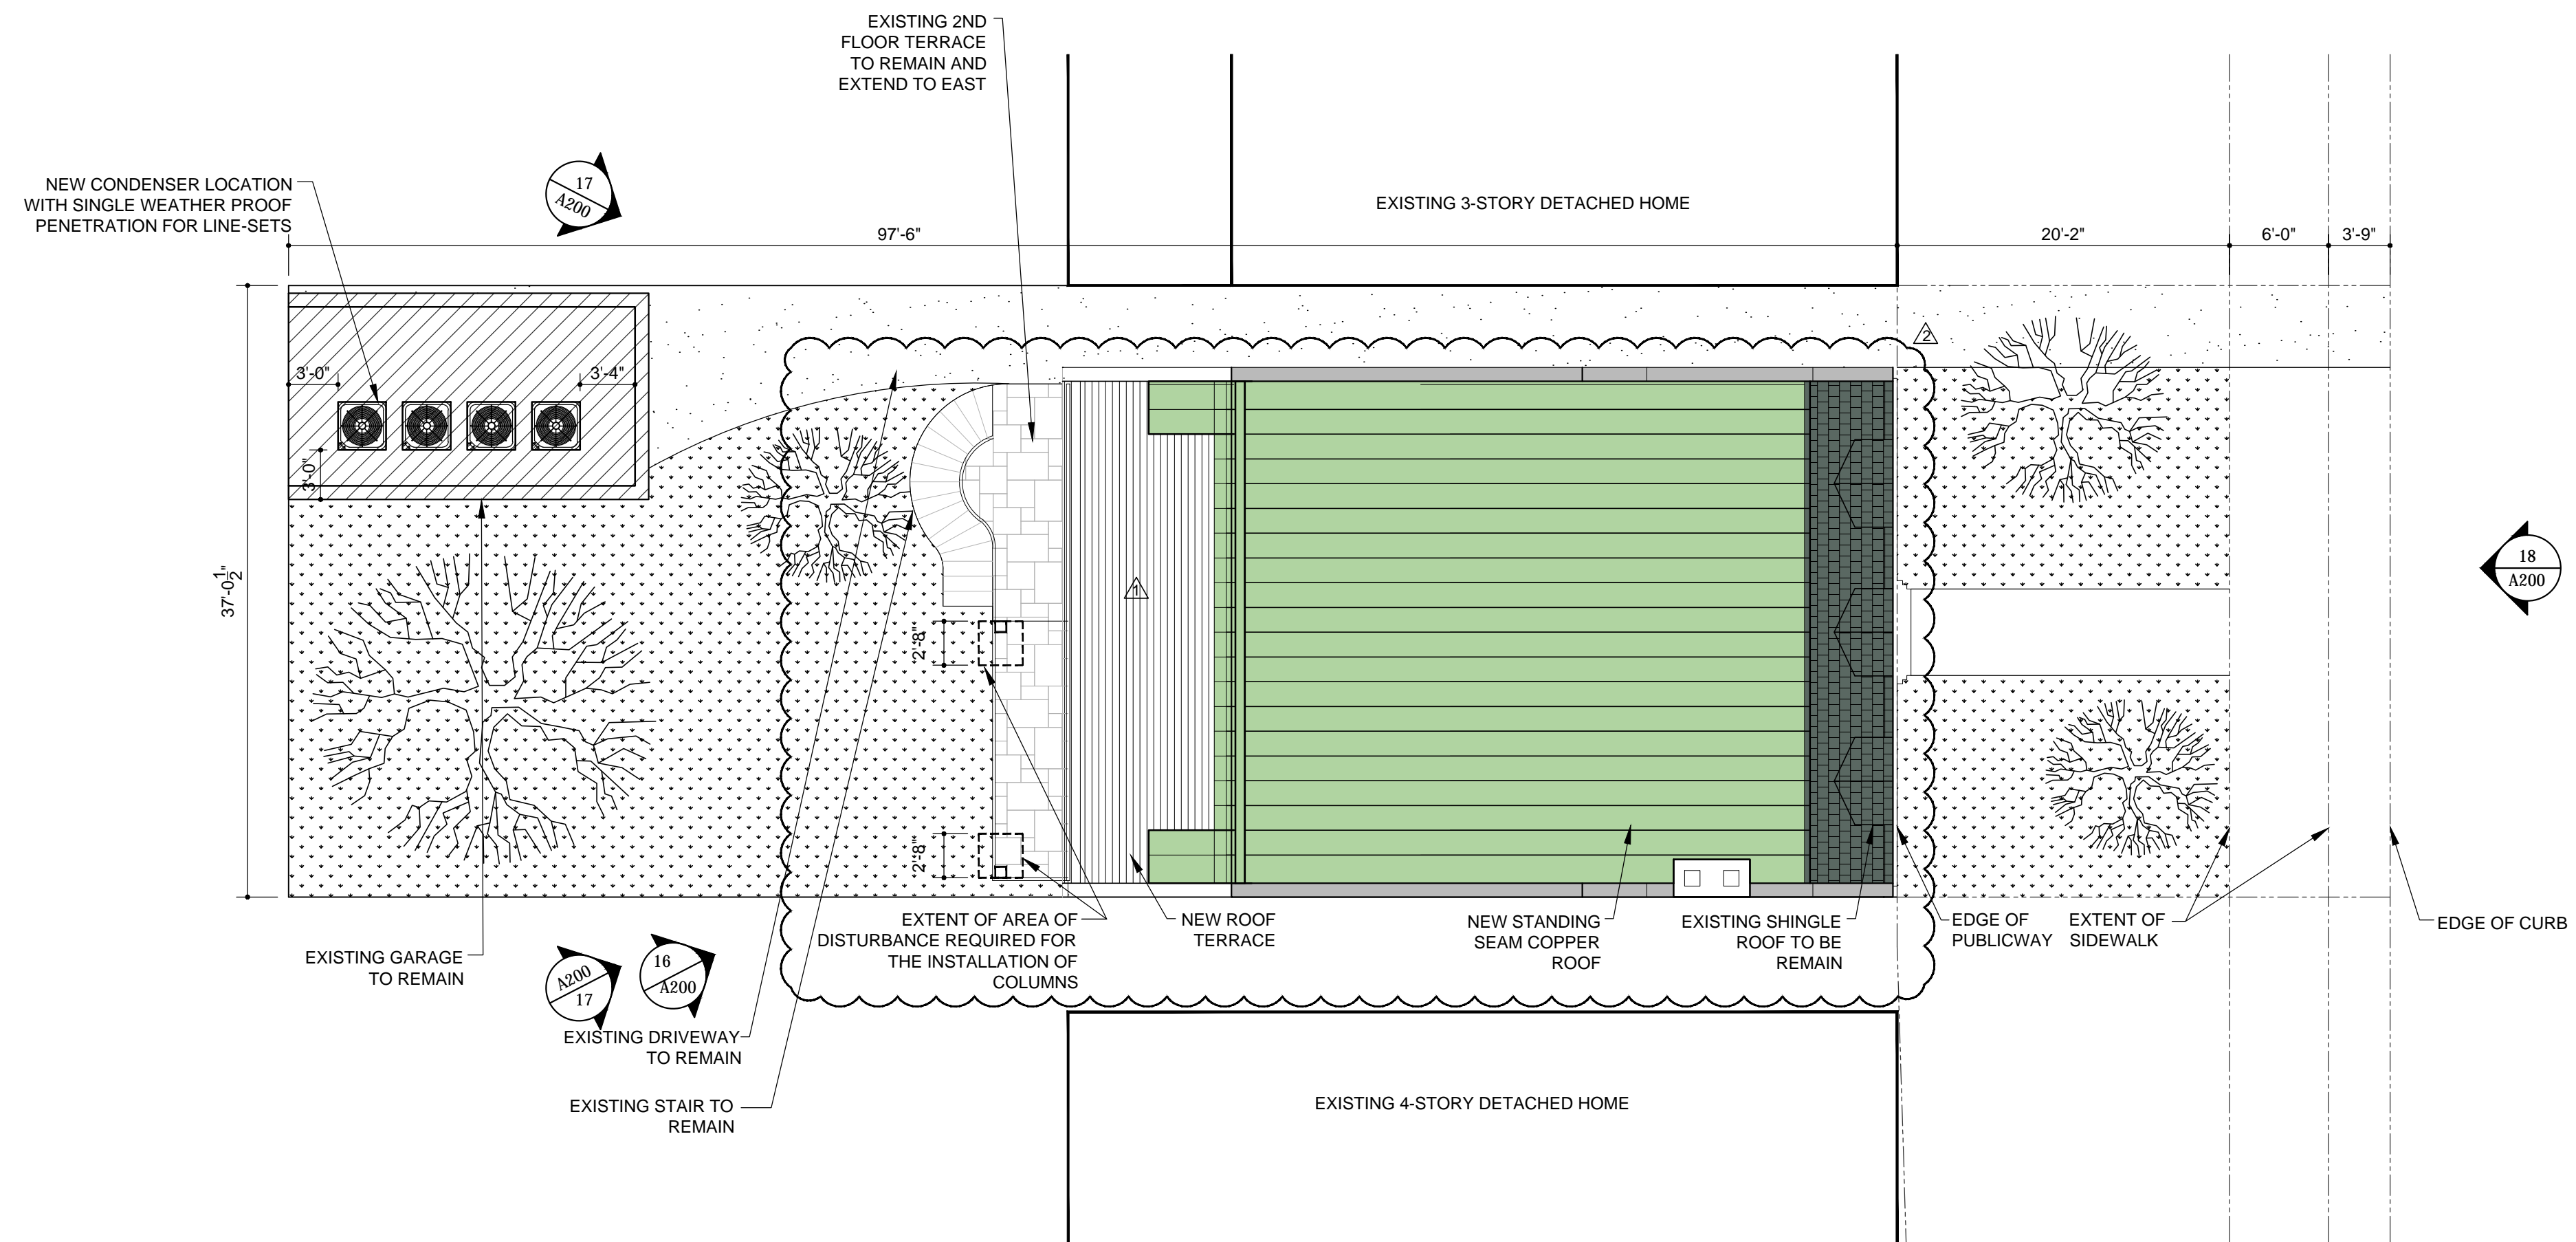 EXISTING 2ND
FLOOR TERRACE
TO REMAIN AND
EXTEND TO EAST
NEW CONDENSER LOCATION
WITH SINGLE WEATHER PROOF
PENETRATION FOR LINE-SETS
17
A200
EXISTING 3-STORY DETACHED HOME
97'-6"
20'-2"
6'-0"
3'-9"
2
3'-0"
3'-4"
3'-0"
37'-0 1/2"
1
18
A200
2'-8"
2'-8"
EXTENT OF AREA OF
DISTURBANCE REQUIRED FOR
THE INSTALLATION OF
COLUMNS
NEW ROOF
TERRACE
NEW STANDING
SEAM COPPER
ROOF
EXISTING SHINGLE
ROOF TO BE
REMAIN
EDGE OF
PUBLICWAY
EXTENT OF
SIDEWALK
EDGE OF CURB
EXISTING GARAGE
TO REMAIN
A200
17
16
A200
EXISTING DRIVEWAY
TO REMAIN
EXISTING STAIR TO
REMAIN
EXISTING 4-STORY DETACHED HOME